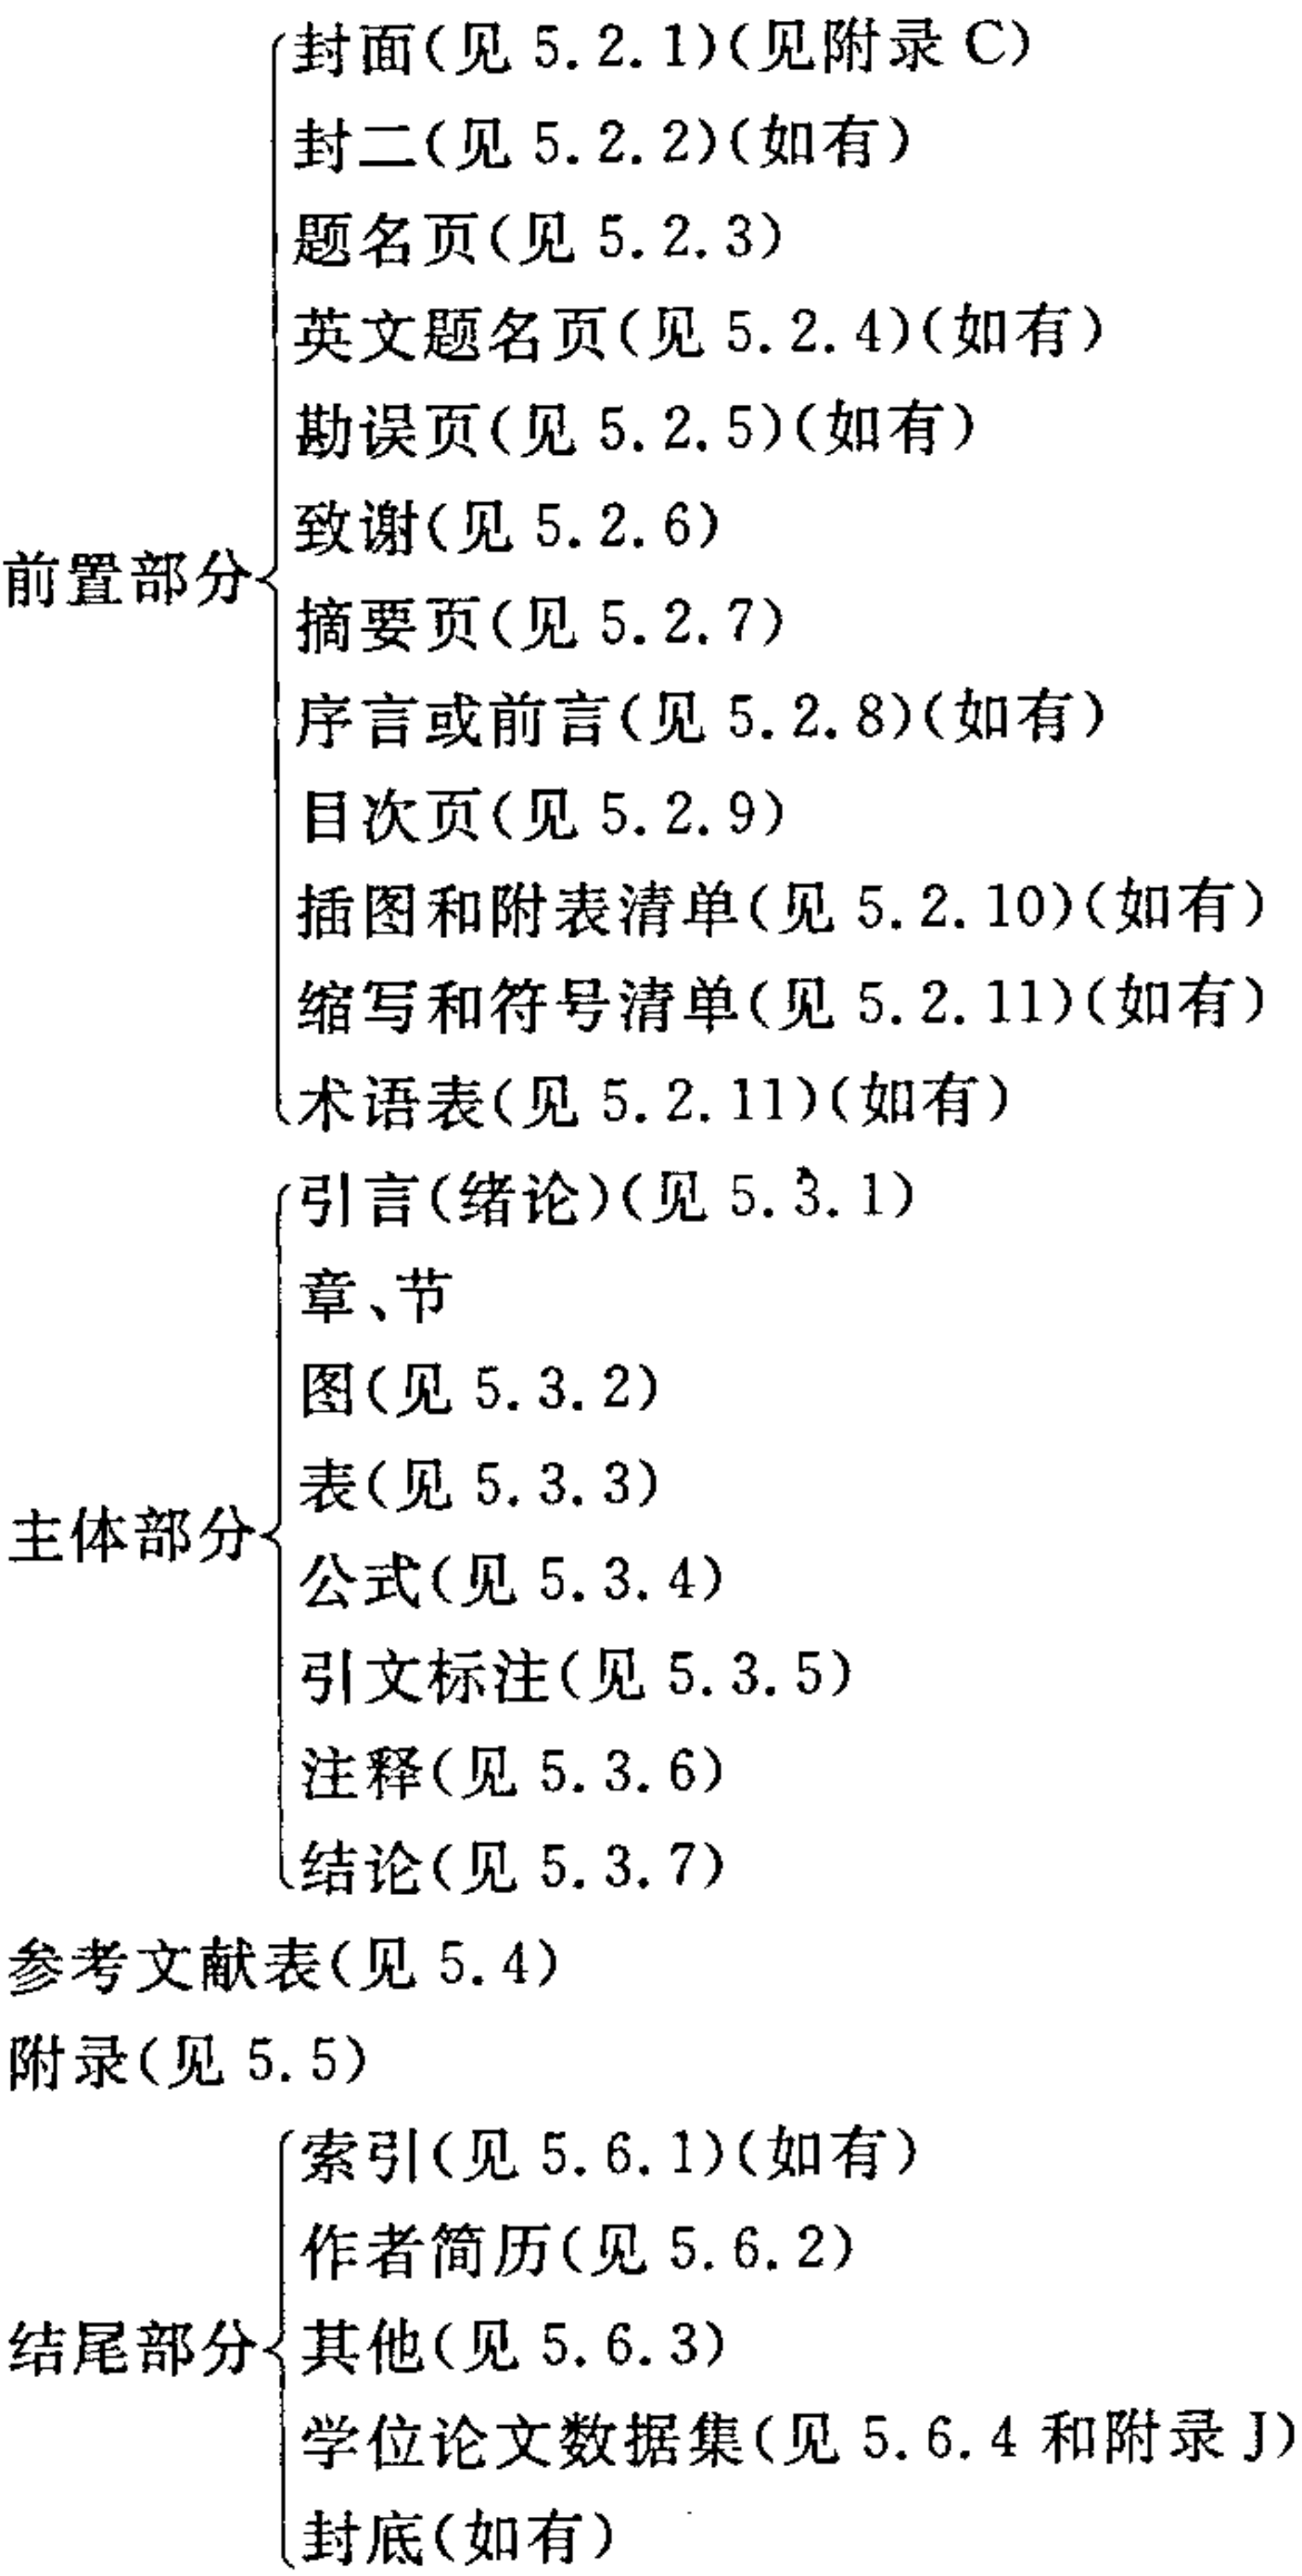 前置部分
封面(见 5.2.1)(见附录 C)
封二(见 5.2.2)(如有)
题名页(见 5.2.3)
英文题名页(见 5.2.4)(如有)
勘误页(见 5.2.5)(如有)
致谢(见 5.2.6)
摘要页(见 5.2.7)
序言或前言(见 5.2.8)(如有)
目次页(见 5.2.9)
插图和附表清单(见 5.2.10)(如有)
缩写和符号清单(见 5.2.11)(如有)
术语表(见 5.2.11)(如有)
主体部分
引言(绪论)(见 5.3.1)
章、节
图(见 5.3.2)
表(见 5.3.3)
公式(见 5.3.4)
引文标注(见 5.3.5)
注释(见 5.3.6)
结论(见 5.3.7)
参考文献表(见 5.4)
附录(见 5.5)
结尾部分
索引(见 5.6.1)(如有)
作者简历(见 5.6.2)
其他(见 5.6.3)
学位论文数据集(见 5.6.4 和附录 J)
封底(如有)